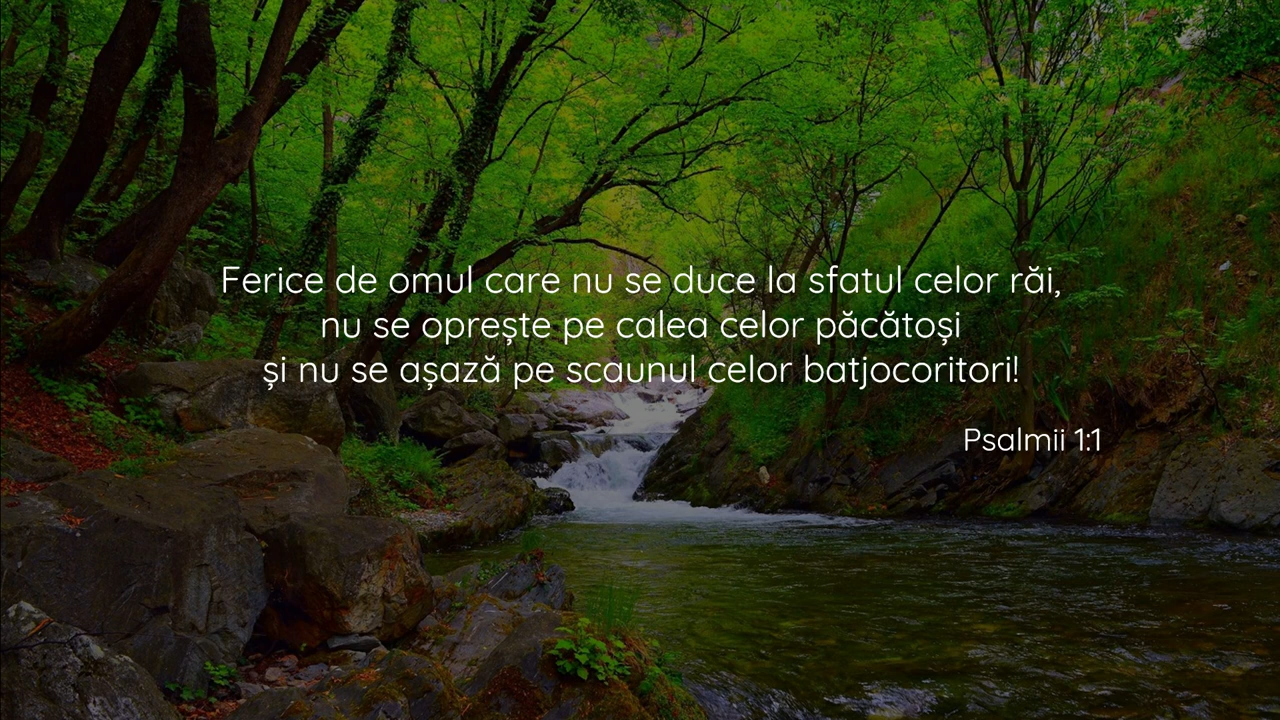 Ferice de omul care nu se duce la sfatul celor răi,
nu se oprește pe calea celor păcătoși
și nu se așază pe scaunul celor batjocoritori!
Psalmii 1:1